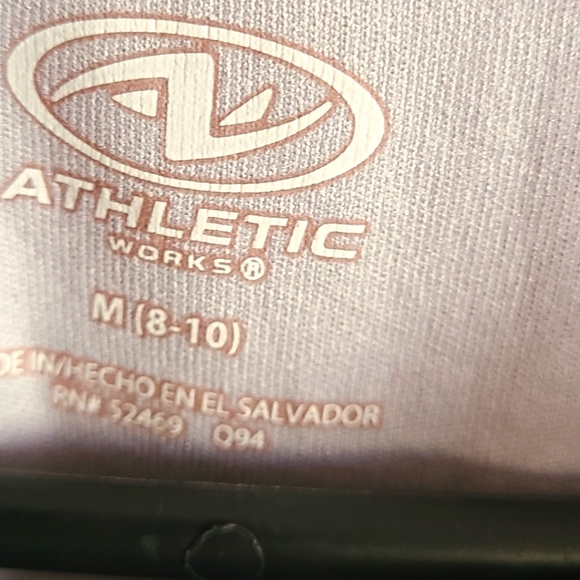 ATHLETIC
WORKS®
M (8-10)
DE IN/HECHO EN EL SALVADOR
RN# 52469 Q94